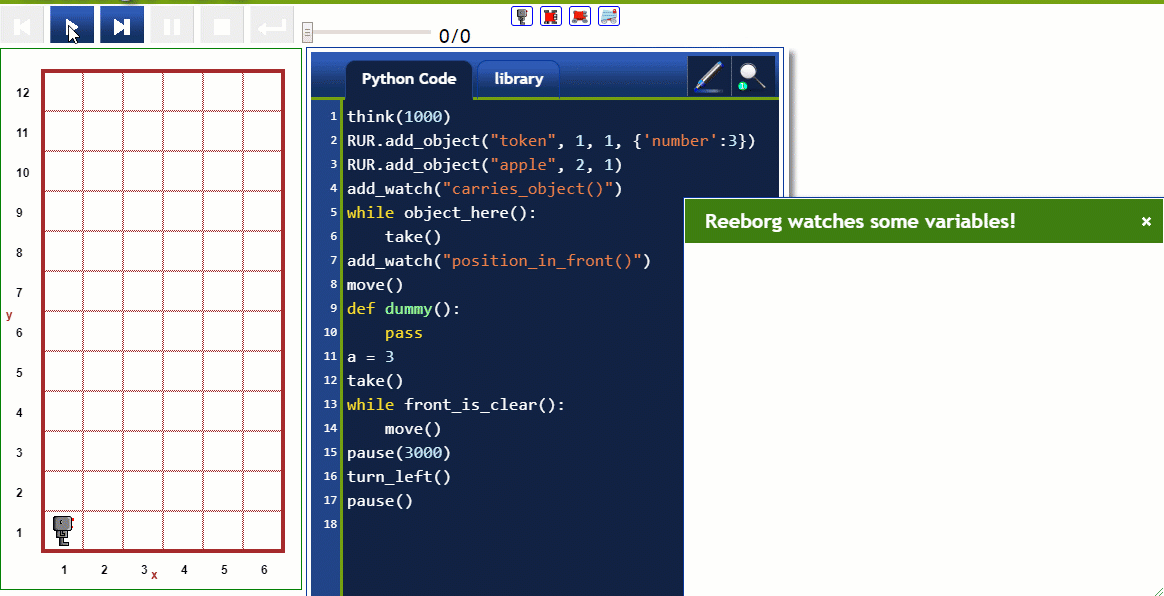 0/0
Python Code
library
1 think(1000)
2 RUR.add_object("token", 1, 1, {'number':3})
3 RUR.add_object("apple", 2, 1)
4 add_watch("carries_object()")
5 while object_here():
6     take()
7 add_watch("position_in_front()")
8 move()
9 def dummy():
10     pass
11 a = 3
12 take()
13 while front_is_clear():
14     move()
15 pause(3000)
16 turn_left()
17 pause()
18
Reeborg watches some variables! ×
12
11
10
9
8
7
y
6
5
4
3
2
1
1 2 3 x 4 5 6